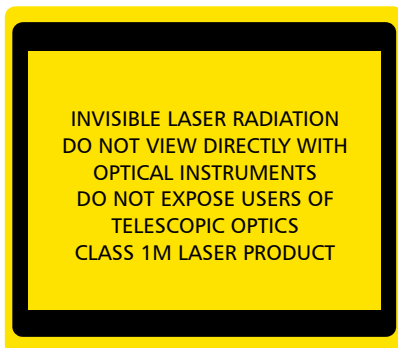 INVISIBLE LASER RADIATION
DO NOT VIEW DIRECTLY WITH
OPTICAL INSTRUMENTS
DO NOT EXPOSE USERS OF
TELESCOPIC OPTICS
CLASS 1M LASER PRODUCT